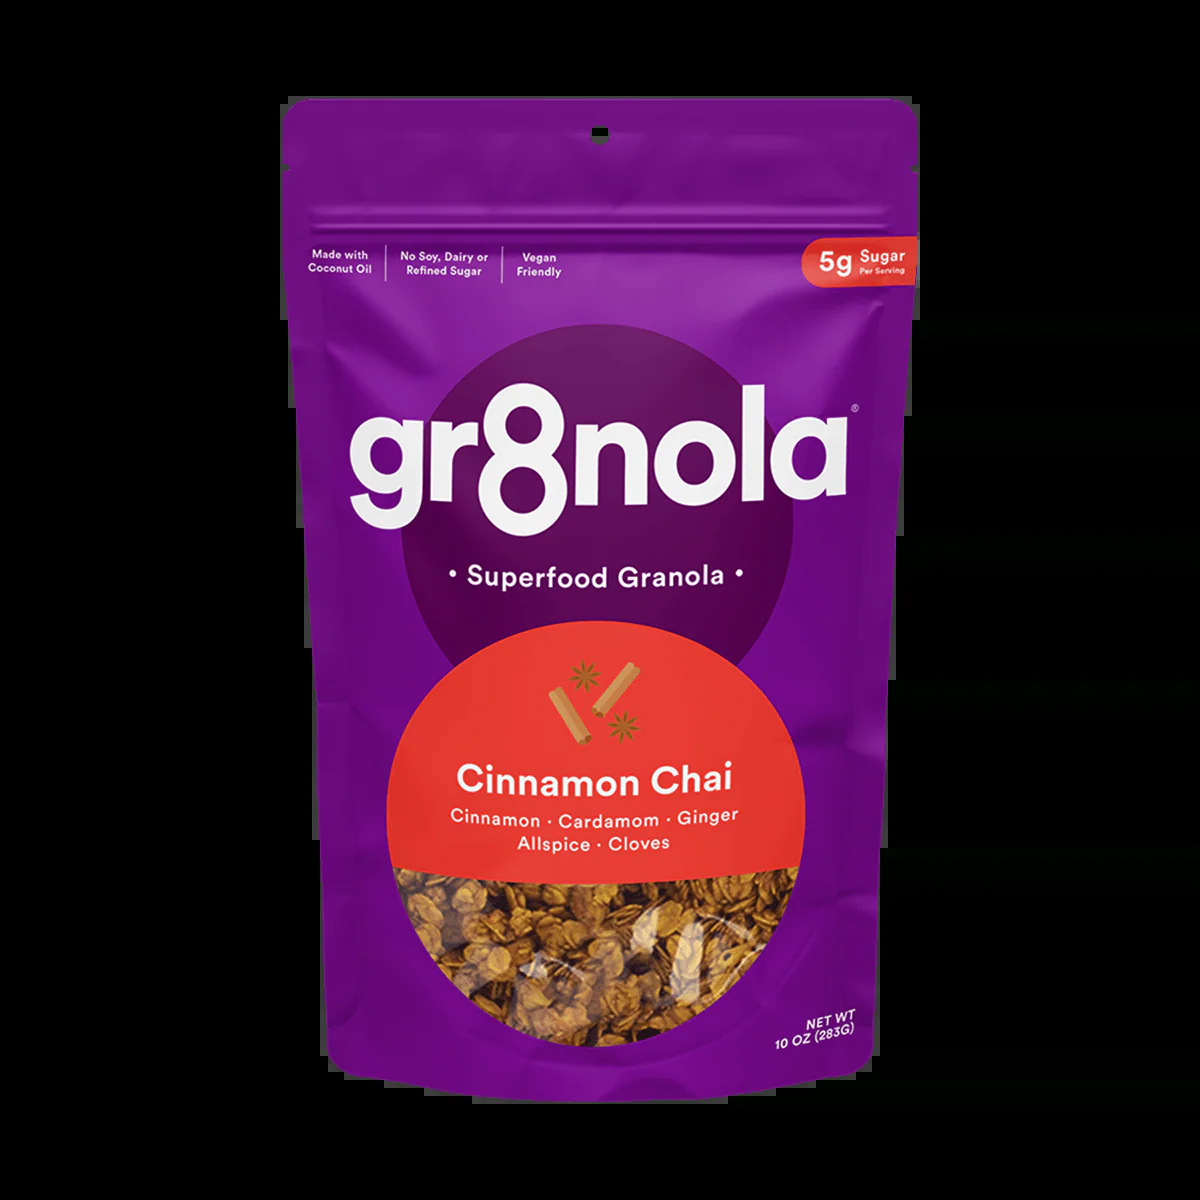 Made with
Coconut Oil
No Soy, Dairy or
Refined Sugar
Vegan
Friendly
5g Sugar
Per Serving
gr8nola®
• Superfood Granola •
Cinnamon Chai
Cinnamon · Cardamom · Ginger
Allspice · Cloves
NET WT
10 OZ (283G)